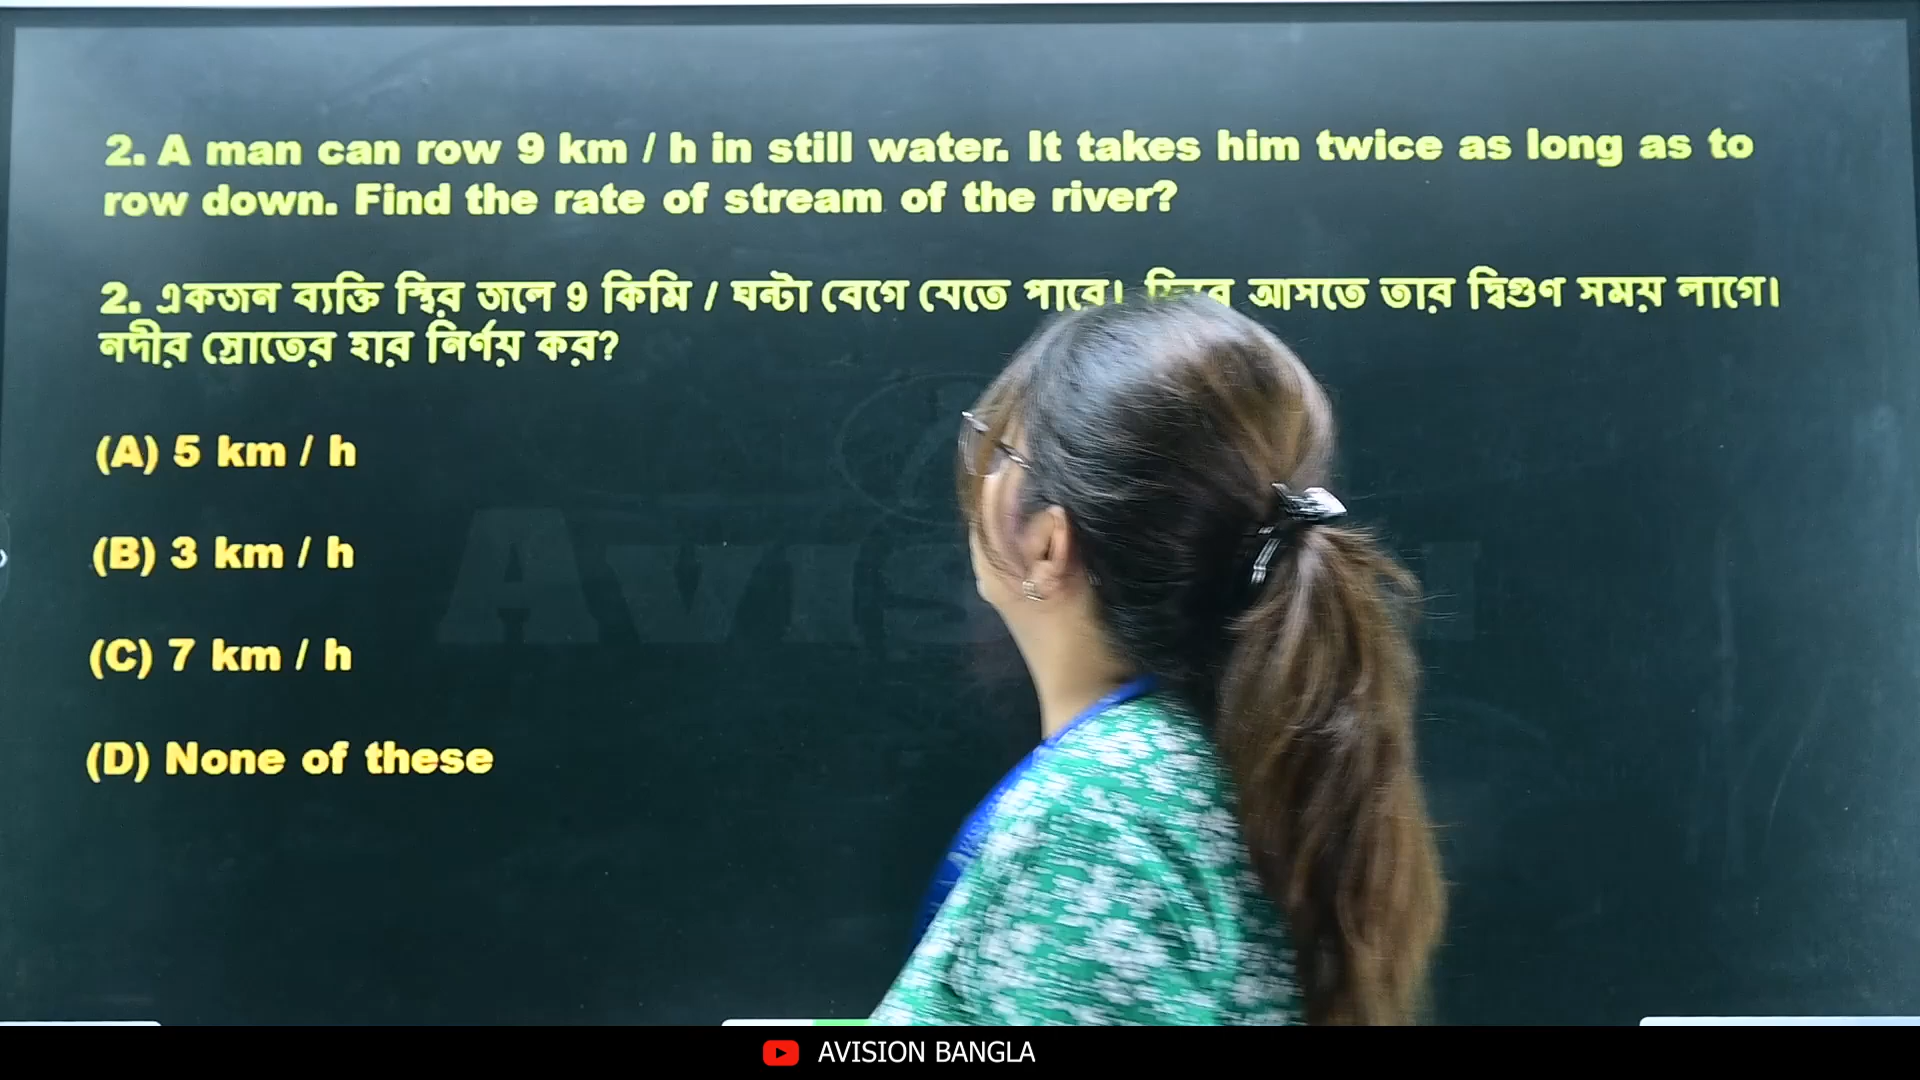 2. A man can row 9 km / h in still water. It takes him twice as long as to
row down. Find the rate of stream of the river?
2. একজন ব্যক্তি স্থির জলে 9 কিমি / ঘন্টা বেগে যেতে পারে। আসতে তার দ্বিগুণ সময় লাগে।
নদীর স্রোতের হার নির্ণয় কর?
(A) 5 km / h
(B) 3 km / h
(C) 7 km / h
(D) None of these
AVISION BANGLA